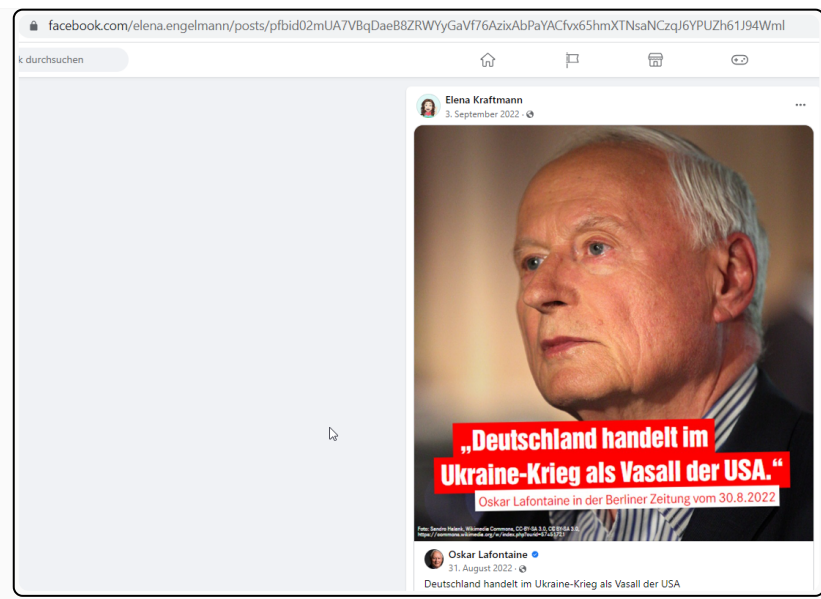 facebook.com/elena.engelmann/posts/pfbid02mUA7VBqDaeB8ZRWYyGaVf76AzixAbPaYACfvx65hmXTNsaNCzqJ6YPUZh61J94Wml
k durchsuchen
Elena Kraftmann
3. September 2022 ·
„Deutschland handelt im
Ukraine-Krieg als Vasall der USA.“
Oskar Lafontaine in der Berliner Zeitung vom 30.8.2022
Foto: Sandro Halank, Wikimedia Commons, CC-BY-SA 3.0, CC BY-SA 3.0,
Oskar Lafontaine
31. August 2022 ·
Deutschland handelt im Ukraine-Krieg als Vasall der USA